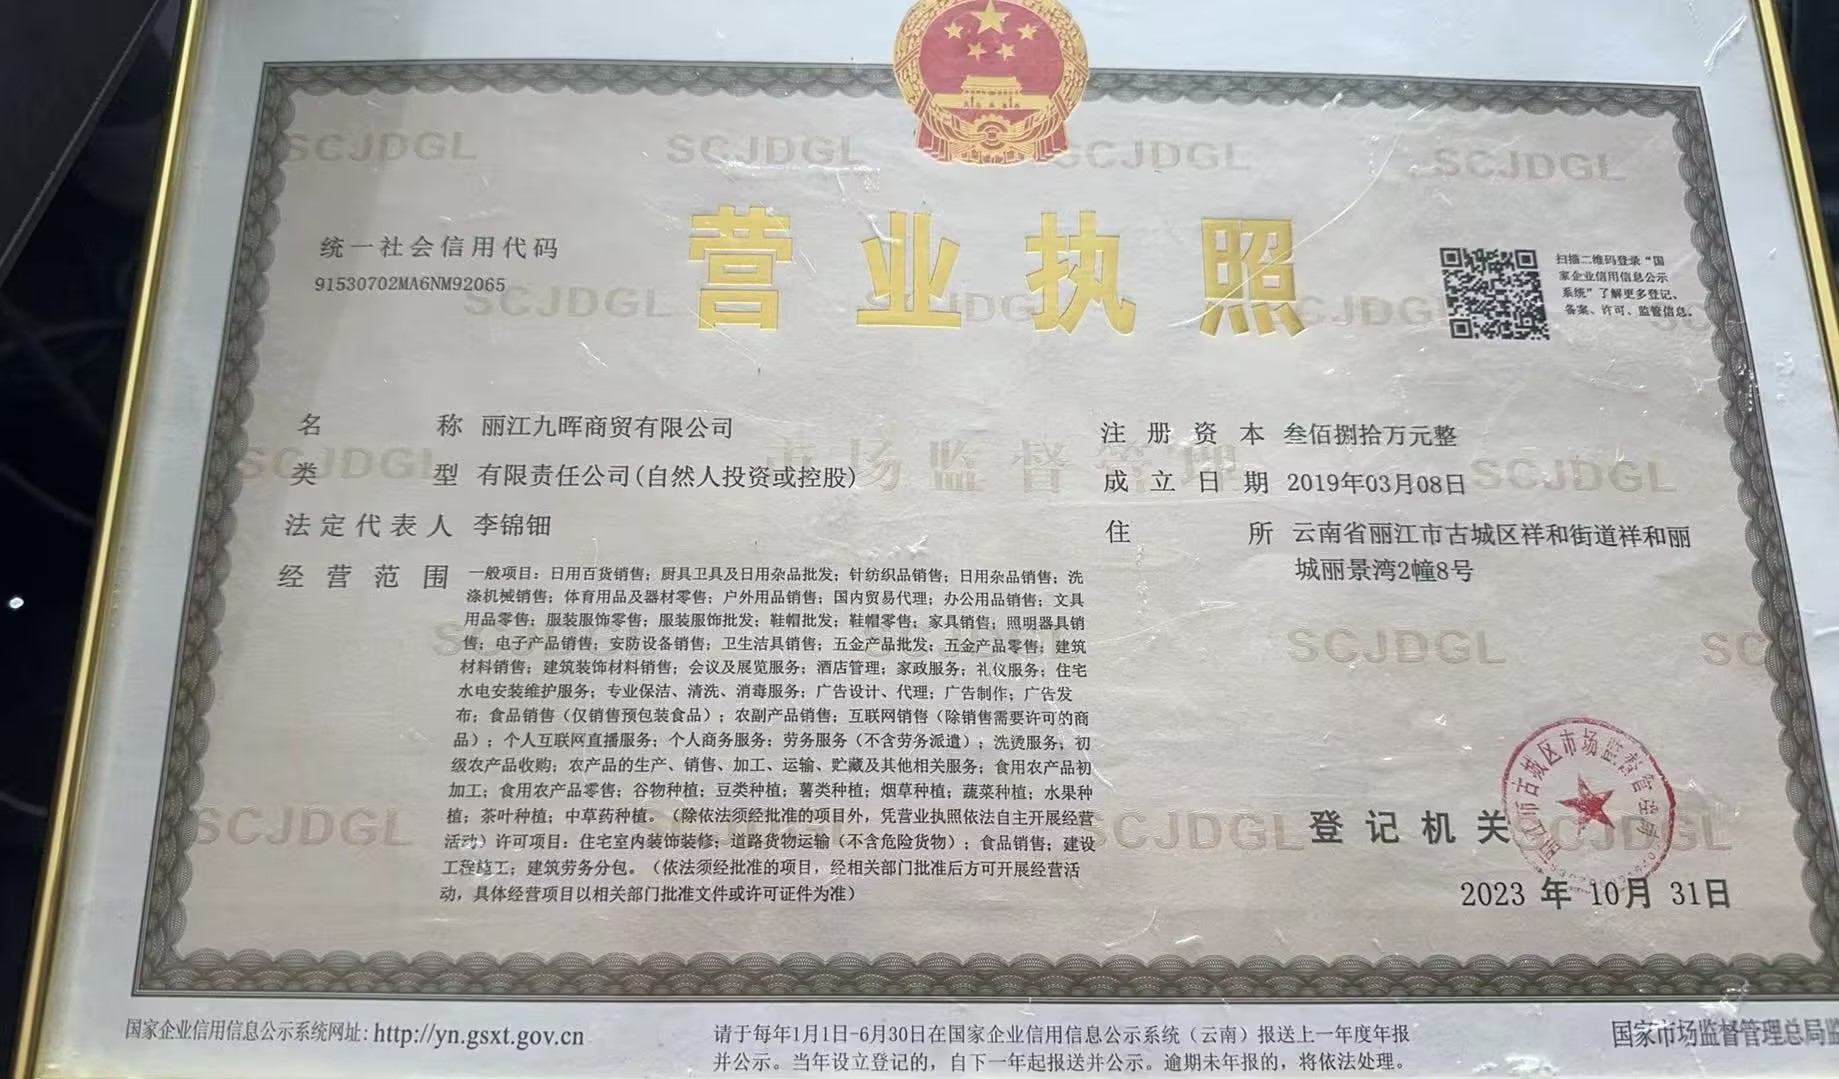 营业执照
统一社会信用代码
91530702MA6NM92065
扫描二维码登录“国
家企业信用信息公示
系统”了解更多登记、
备案、许可、监管信息。
名称 丽江九晖商贸有限公司
类型 有限责任公司(自然人投资或控股)
法定代表人 李锦钿
经营范围 一般项目：日用百货销售；厨具卫具及日用杂品批发；针纺织品销售；日用杂品销售；洗
涤机械销售；体育用品及器材零售；户外用品销售；国内贸易代理；办公用品销售；文具
用品零售；服装服饰零售；服装服饰批发；鞋帽批发；鞋帽零售；家具销售；照明器具销
售；电子产品销售；安防设备销售；卫生洁具销售；五金产品批发；五金产品零售；建筑
材料销售；建筑装饰材料销售；会议及展览服务；酒店管理；家政服务；礼仪服务；住宅
水电安装维护服务；专业保洁、清洗、消毒服务；广告设计、代理；广告制作；广告发
布；食品销售（仅销售预包装食品）；农副产品销售；互联网销售（除销售需要许可的商
品）；个人互联网直播服务；个人商务服务；劳务服务（不含劳务派遣）；洗烫服务；初
级农产品收购；农产品的生产、销售、加工、运输、贮藏及其他相关服务；食用农产品初
加工；食用农产品零售；谷物种植；豆类种植；薯类种植；烟草种植；蔬菜种植；水果种
植；茶叶种植；中草药种植。（除依法须经批准的项目外，凭营业执照依法自主开展经营
活动）许可项目：住宅室内装饰装修；道路货物运输（不含危险货物）；食品销售；建设
工程施工；建筑劳务分包。（依法须经批准的项目，经相关部门批准后方可开展经营活
动，具体经营项目以相关部门批准文件或许可证件为准）
注册资本 叁佰捌拾万元整
成立日期 2019年03月08日
住所 云南省丽江市古城区祥和街道祥和丽
城丽景湾2幢8号
登记机关
丽江市古城区市场监督管理局
2023 年 10月 31日
国家企业信用信息公示系统网址：http://yn.gsxt.gov.cn
请于每年1月1日-6月30日在国家企业信用信息公示系统（云南）报送上一年度年报
并公示。当年设立登记的，自下一年起报送并公示。逾期未年报的，将依法处理。
国家市场监督管理总局监
SCJDGL
市场监督管理